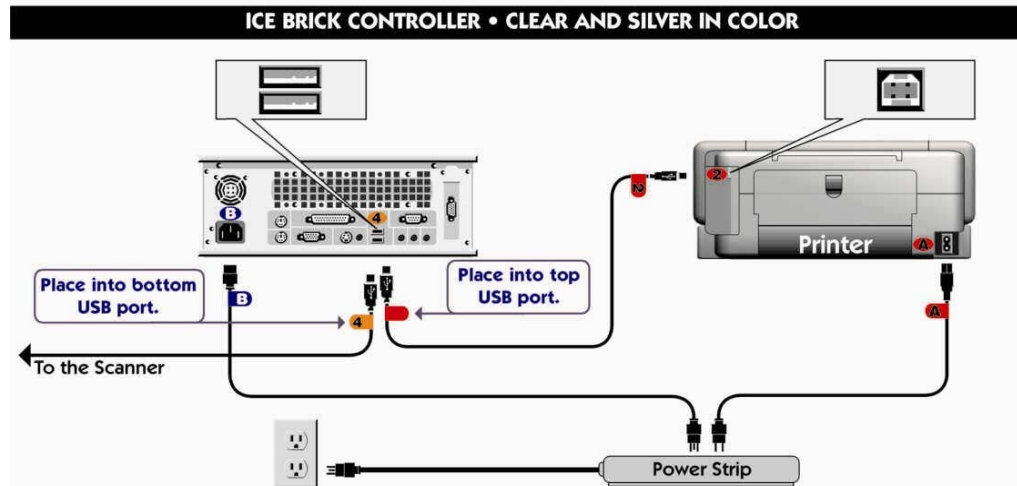 ICE BRICK CONTROLLER • CLEAR AND SILVER IN COLOR
2
2
B
4
Printer
A
Place into bottom
USB port.
Place into top
USB port.
B
4
A
To the Scanner
Power Strip